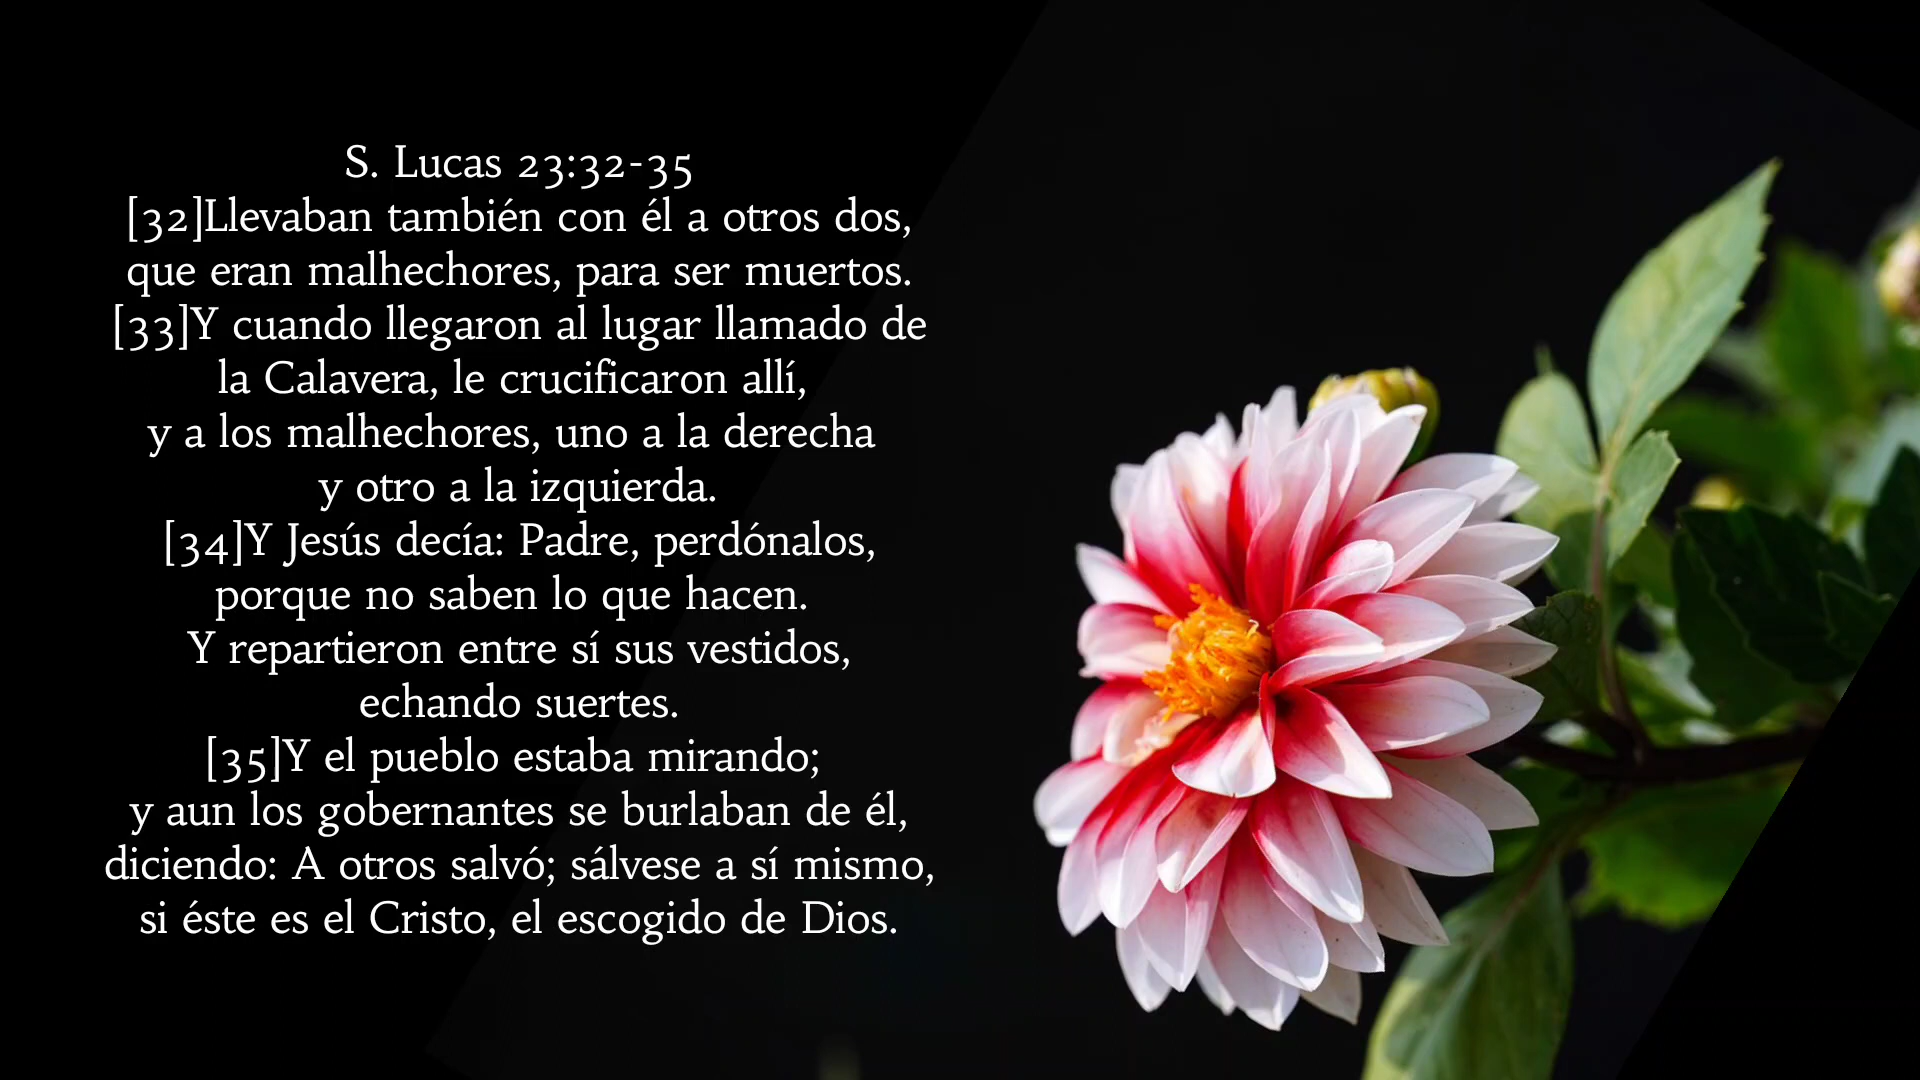 S. Lucas 23:32-35
[32]Llevaban también con él a otros dos,
que eran malhechores, para ser muertos.
[33]Y cuando llegaron al lugar llamado de
la Calavera, le crucificaron allí,
y a los malhechores, uno a la derecha
y otro a la izquierda.
[34]Y Jesús decía: Padre, perdónalos,
porque no saben lo que hacen.
Y repartieron entre sí sus vestidos,
echando suertes.
[35]Y el pueblo estaba mirando;
y aun los gobernantes se burlaban de él,
diciendo: A otros salvó; sálvese a sí mismo,
si éste es el Cristo, el escogido de Dios.